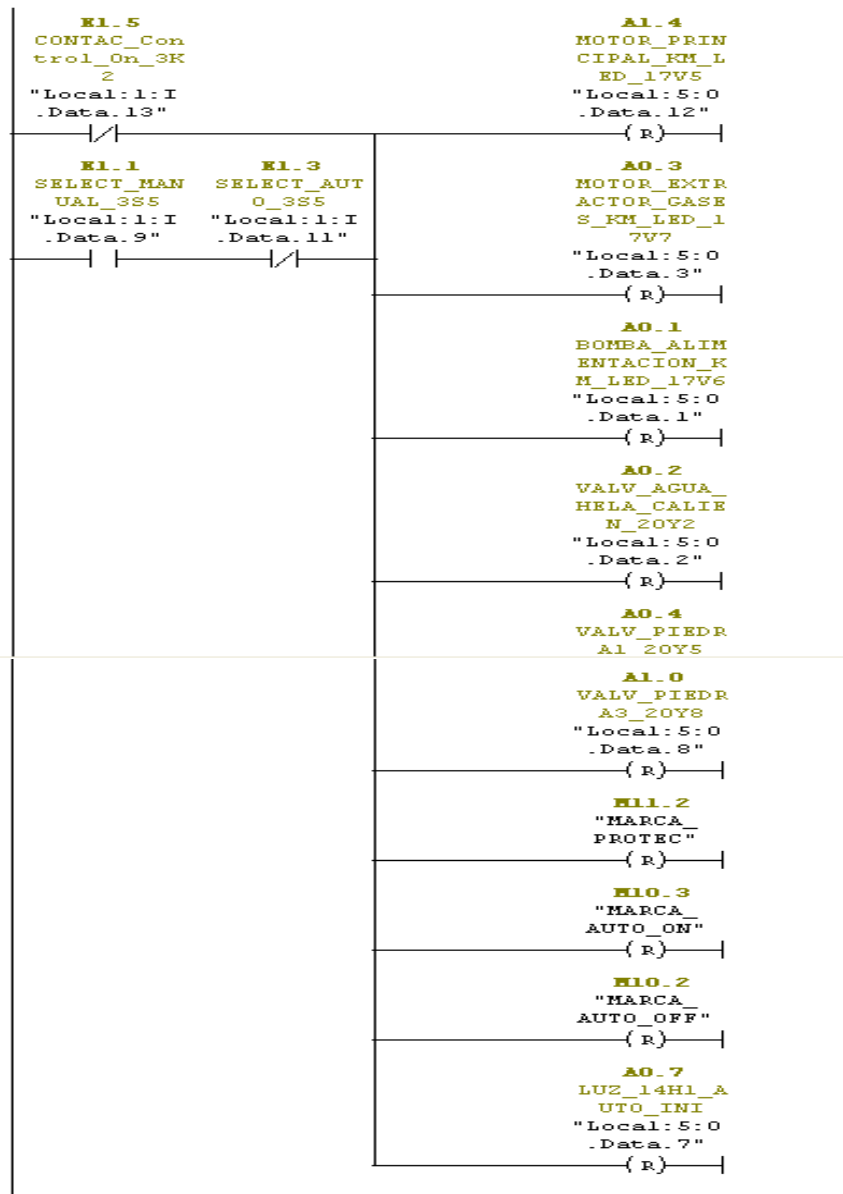 E1.5
CONTAC_Con
trol_On_3K
2
"Local:1:I
.Data.13"
A1.4
MOTOR_PRIN
CIPAL_KM_L
ED_17V5
"Local:5:O
.Data.12"
R
E1.1
SELECT_MAN
UAL_3S5
"Local:1:I
.Data.9"
E1.3
SELECT_AUT
O_3S5
"Local:1:I
.Data.11"
A0.3
MOTOR_EXTR
ACTOR_GASE
S_KM_LED_1
7V7
"Local:5:O
.Data.3"
R
A0.1
BOMBA_ALIM
ENTACION_K
M_LED_17V6
"Local:5:O
.Data.1"
R
A0.2
VALV_AGUA_
HELA_CALIE
N_20Y2
"Local:5:O
.Data.2"
R
A0.4
VALV_PIEDR
A1_20Y5
A1.0
VALV_PIEDR
A3_20Y8
"Local:5:O
.Data.8"
R
M11.2
"MARCA_
PROTEC"
R
M10.3
"MARCA_
AUTO_ON"
R
M10.2
"MARCA_
AUTO_OFF"
R
A0.7
LUZ_14H1_A
UTO_INI
"Local:5:O
.Data.7"
R